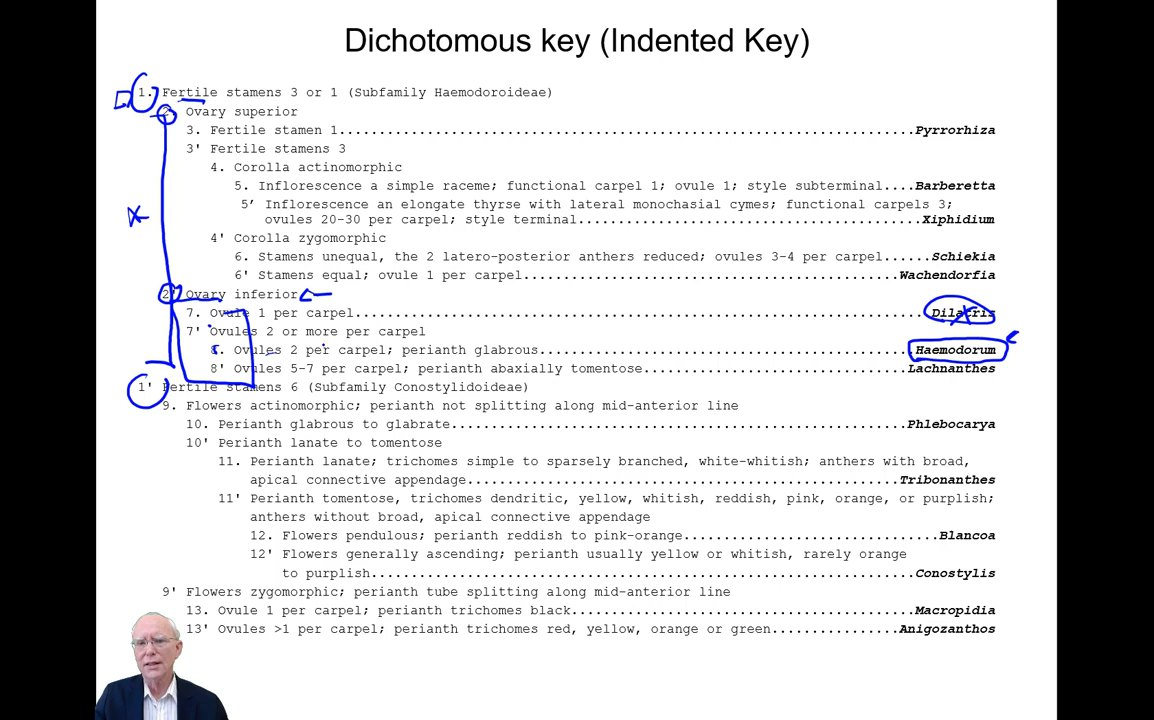 Dichotomous key (Indented Key)
1. Fertile stamens 3 or 1 (Subfamily Haemodoroideae)
2. Ovary superior
3. Fertile stamen 1........................................................................Pyrrorhiza
3' Fertile stamens 3
4. Corolla actinomorphic
5. Inflorescence a simple raceme; functional carpel 1; ovule 1; style subterminal....Barberetta
5’ Inflorescence an elongate thyrse with lateral monochasial cymes; functional carpels 3;
ovules 20-30 per carpel; style terminal...........................................Xiphidium
4' Corolla zygomorphic
6. Stamens unequal, the 2 latero-posterior anthers reduced; ovules 3-4 per carpel......Schiekia
6' Stamens equal; ovule 1 per carpel...............................................Wachendorfia
2' Ovary inferior
7. Ovule 1 per carpel........................................................................Dilatris
7' Ovules 2 or more per carpel
8. Ovules 2 per carpel; perianth glabrous...............................................Haemodorum
8' Ovules 5-7 per carpel; perianth abaxially tomentose.................................Lachnanthes
1' Fertile stamens 6 (Subfamily Conostylidoideae)
9. Flowers actinomorphic; perianth not splitting along mid-anterior line
10. Perianth glabrous to glabrate.........................................................Phlebocarya
10' Perianth lanate to tomentose
11. Perianth lanate; trichomes simple to sparsely branched, white-whitish; anthers with broad,
apical connective appendage......................................................Tribonanthes
11' Perianth tomentose, trichomes dendritic, yellow, whitish, reddish, pink, orange, or purplish;
anthers without broad, apical connective appendage
12. Flowers pendulous; perianth reddish to pink-orange................................Blancoa
12' Flowers generally ascending; perianth usually yellow or whitish, rarely orange
to purplish....................................................................Conostylis
9' Flowers zygomorphic; perianth tube splitting along mid-anterior line
13. Ovule 1 per carpel; perianth trichomes black...........................................Macropidia
13' Ovules >1 per carpel; perianth trichomes red, yellow, orange or green................Anigozanthos